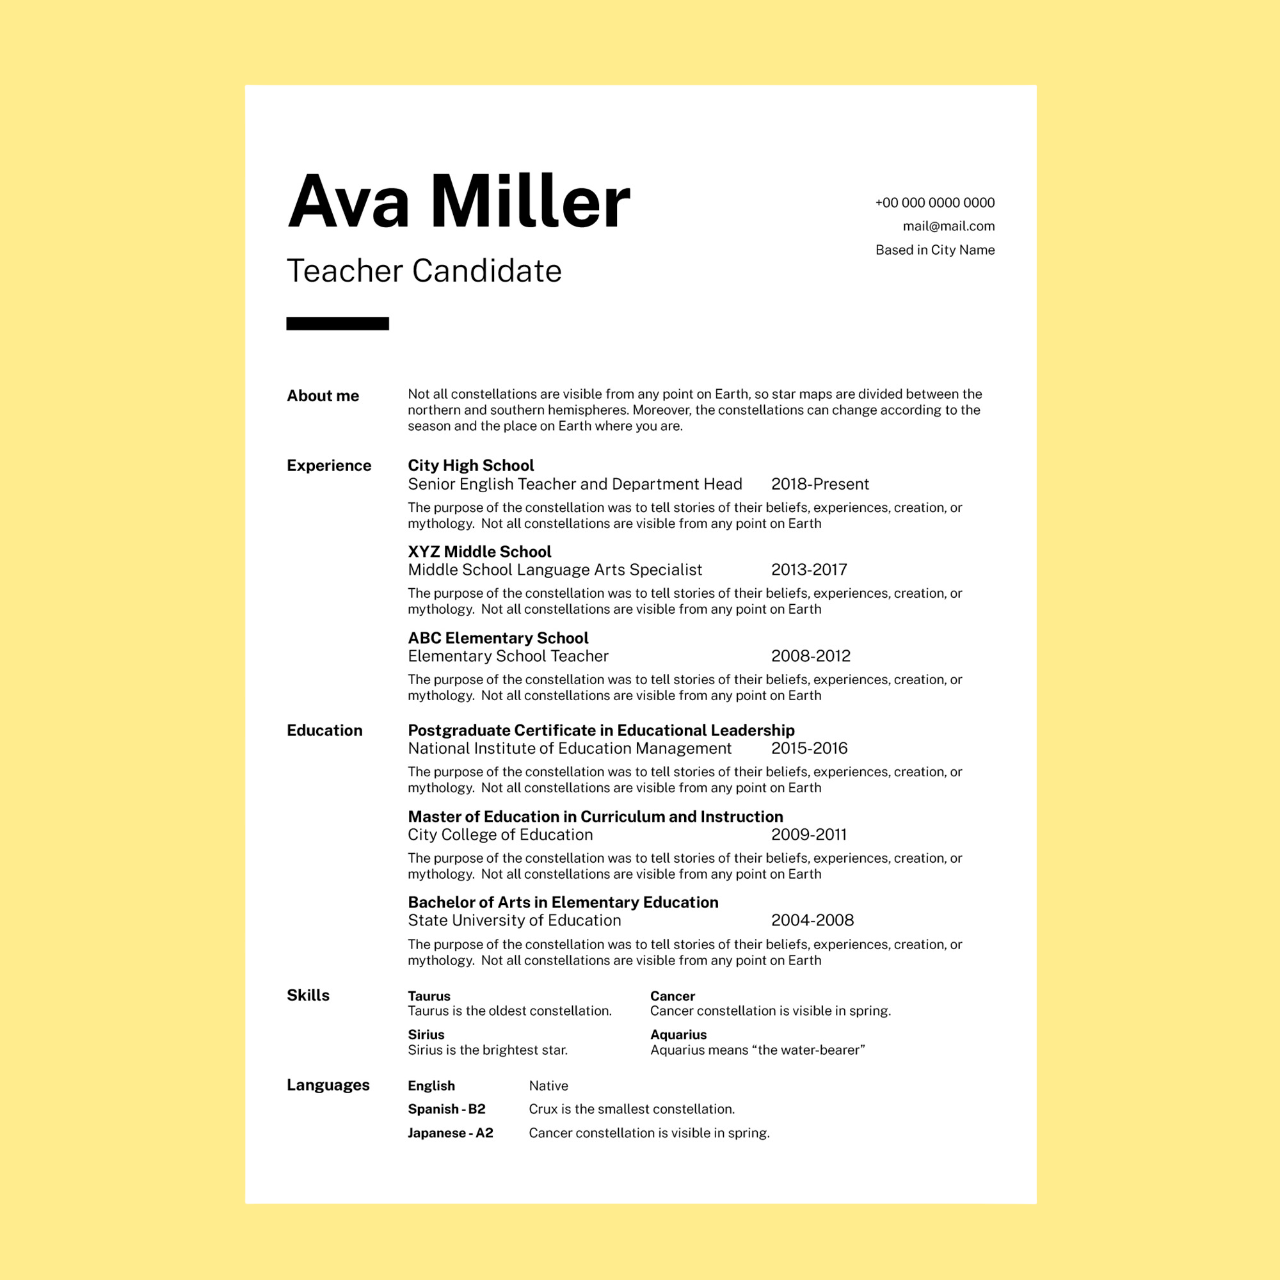 Ava Miller
Teacher Candidate
+00 000 0000 0000
mail@mail.com
Based in City Name
About me
Not all constellations are visible from any point on Earth, so star maps are divided between the
northern and southern hemispheres. Moreover, the constellations can change according to the
season and the place on Earth where you are.
Experience
City High School
Senior English Teacher and Department Head 2018-Present
The purpose of the constellation was to tell stories of their beliefs, experiences, creation, or
mythology.  Not all constellations are visible from any point on Earth
XYZ Middle School
Middle School Language Arts Specialist 2013-2017
The purpose of the constellation was to tell stories of their beliefs, experiences, creation, or
mythology.  Not all constellations are visible from any point on Earth
ABC Elementary School
Elementary School Teacher 2008-2012
The purpose of the constellation was to tell stories of their beliefs, experiences, creation, or
mythology.  Not all constellations are visible from any point on Earth
Education
Postgraduate Certificate in Educational Leadership
National Institute of Education Management 2015-2016
The purpose of the constellation was to tell stories of their beliefs, experiences, creation, or
mythology.  Not all constellations are visible from any point on Earth
Master of Education in Curriculum and Instruction
City College of Education 2009-2011
The purpose of the constellation was to tell stories of their beliefs, experiences, creation, or
mythology.  Not all constellations are visible from any point on Earth
Bachelor of Arts in Elementary Education
State University of Education 2004-2008
The purpose of the constellation was to tell stories of their beliefs, experiences, creation, or
mythology.  Not all constellations are visible from any point on Earth
Skills
Taurus
Taurus is the oldest constellation.
Cancer
Cancer constellation is visible in spring.
Sirius
Sirius is the brightest star.
Aquarius
Aquarius means “the water-bearer”
Languages
English Native
Spanish - B2 Crux is the smallest constellation.
Japanese - A2 Cancer constellation is visible in spring.